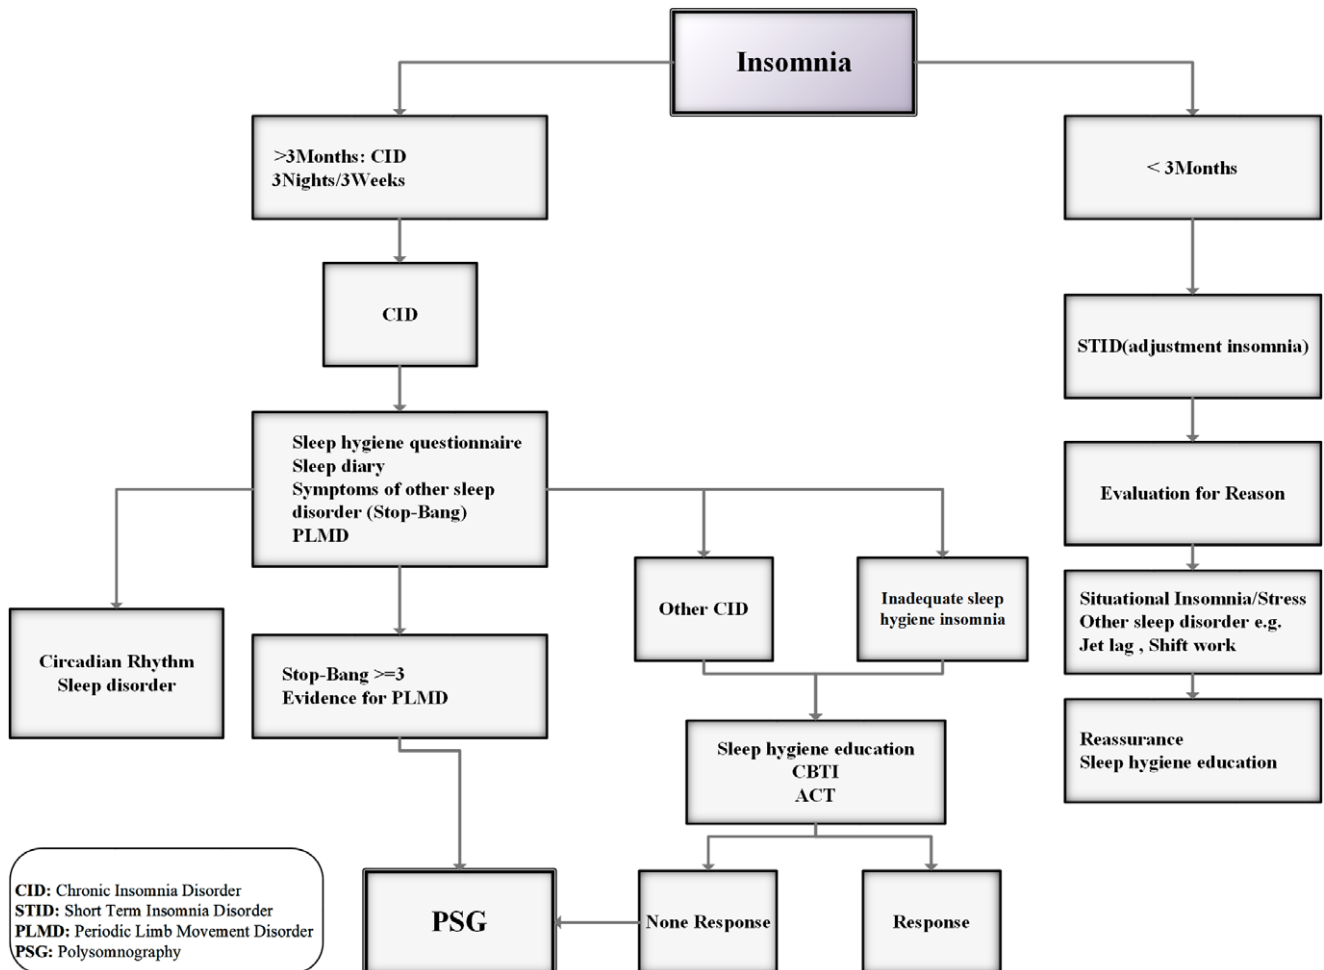 Insomnia
>3Months: CID
3Nights/3Weeks
< 3Months
CID
STID(adjustment insomnia)
Sleep hygiene questionnaire
Sleep diary
Symptoms of other sleep
disorder (Stop-Bang)
PLMD
Evaluation for Reason
Circadian Rhythm
Sleep disorder
Stop-Bang >=3
Evidence for PLMD
Other CID
Inadequate sleep
hygiene insomnia
Situational Insomnia/Stress
Other sleep disorder e.g.
Jet lag , Shift work
Sleep hygiene education
CBTI
ACT
Reassurance
Sleep hygiene education
PSG
None Response
Response
CID: Chronic Insomnia Disorder
STID: Short Term Insomnia Disorder
PLMD: Periodic Limb Movement Disorder
PSG: Polysomnography